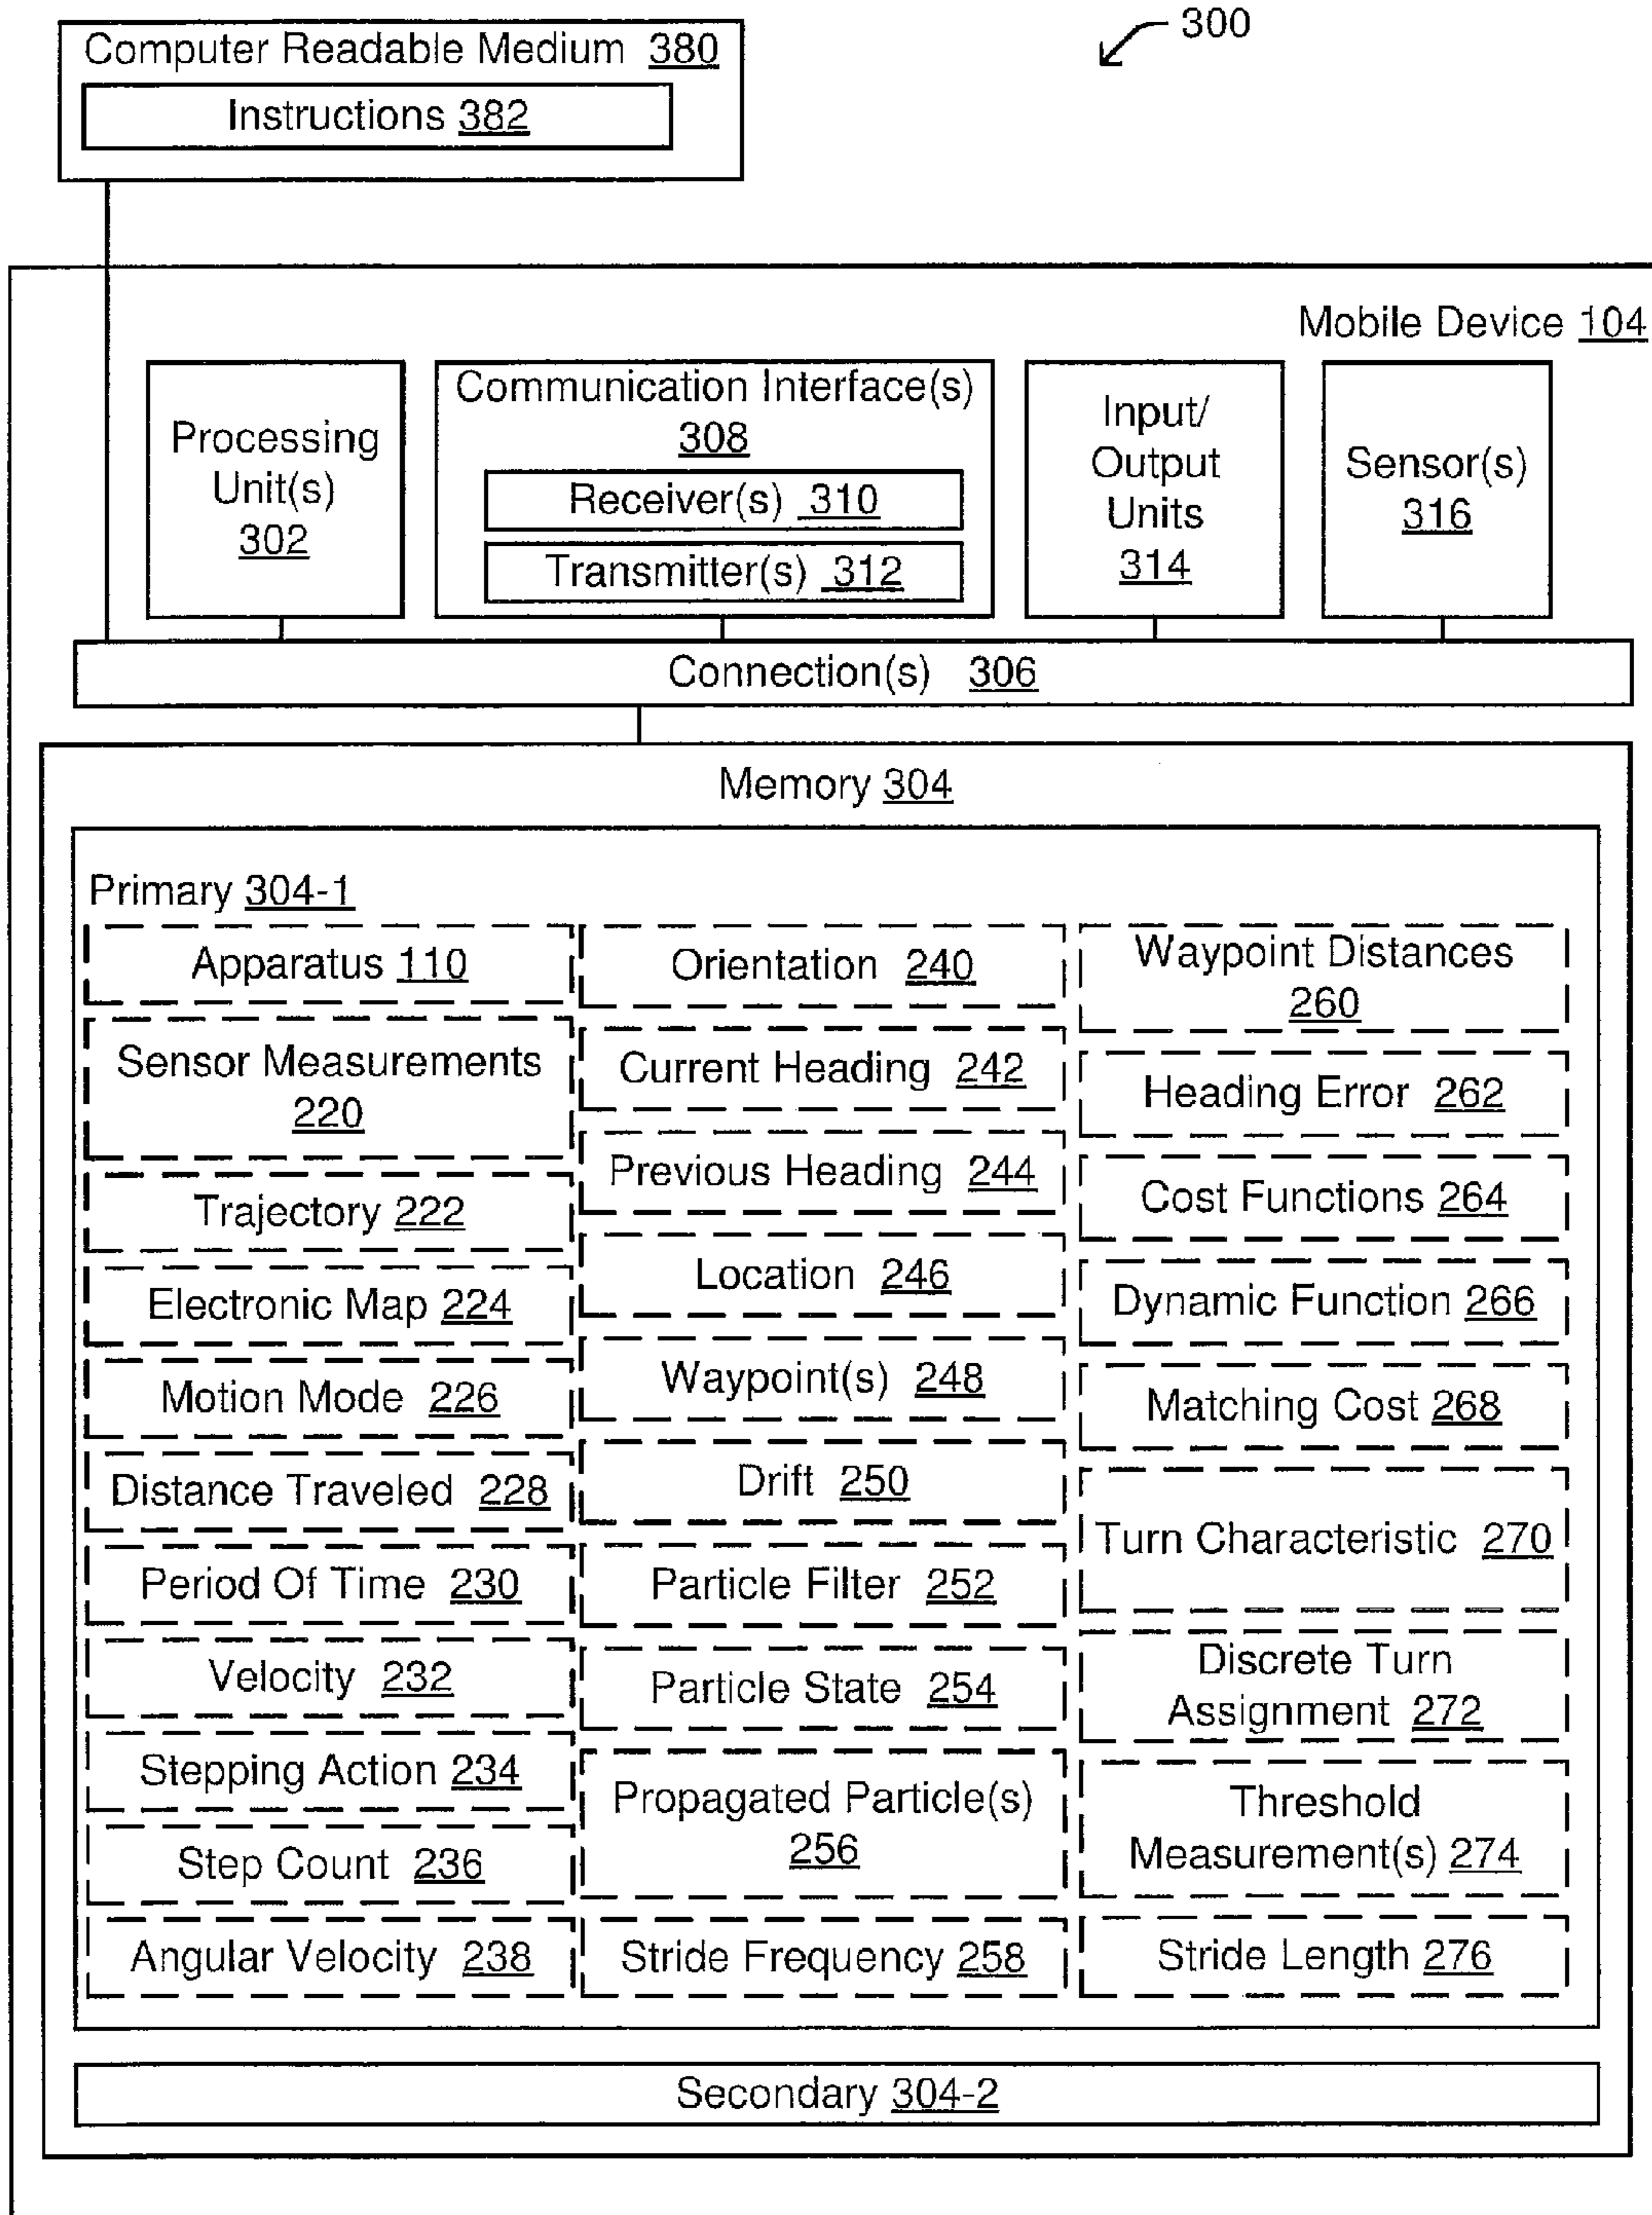 300
Computer Readable Medium 380
Instructions 382
Mobile Device 104
Processing
Unit(s)
302
Communication Interface(s)
308
Receiver(s) 310
Transmitter(s) 312
Input/
Output
Units
314
Sensor(s)
316
Connection(s) 306
Memory 304
Primary 304-1
Apparatus 110
Sensor Measurements
220
Trajectory 222
Electronic Map 224
Motion Mode 226
Distance Traveled 228
Period Of Time 230
Velocity 232
Stepping Action 234
Step Count 236
Angular Velocity 238
Orientation 240
Current Heading 242
Previous Heading 244
Location 246
Waypoint(s) 248
Drift 250
Particle Filter 252
Particle State 254
Propagated Particle(s)
256
Stride Frequency 258
Waypoint Distances
260
Heading Error 262
Cost Functions 264
Dynamic Function 266
Matching Cost 268
Turn Characteristic 270
Discrete Turn
Assignment 272
Threshold
Measurement(s) 274
Stride Length 276
Secondary 304-2